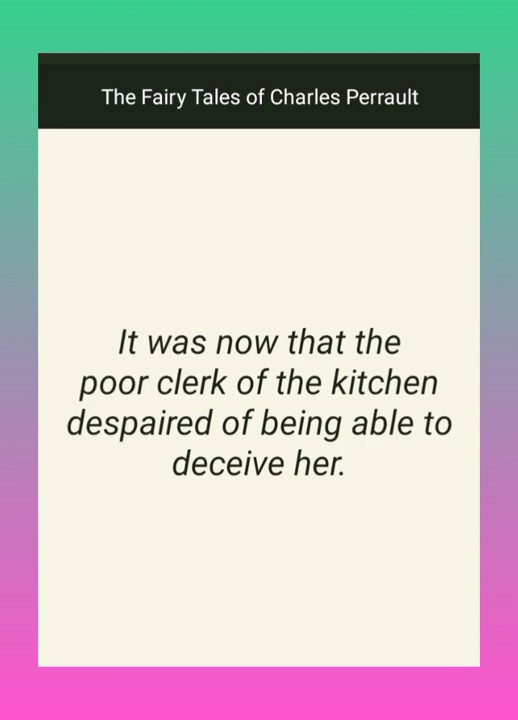 The Fairy Tales of Charles Perrault
It was now that the
poor clerk of the kitchen
despaired of being able to
deceive her.